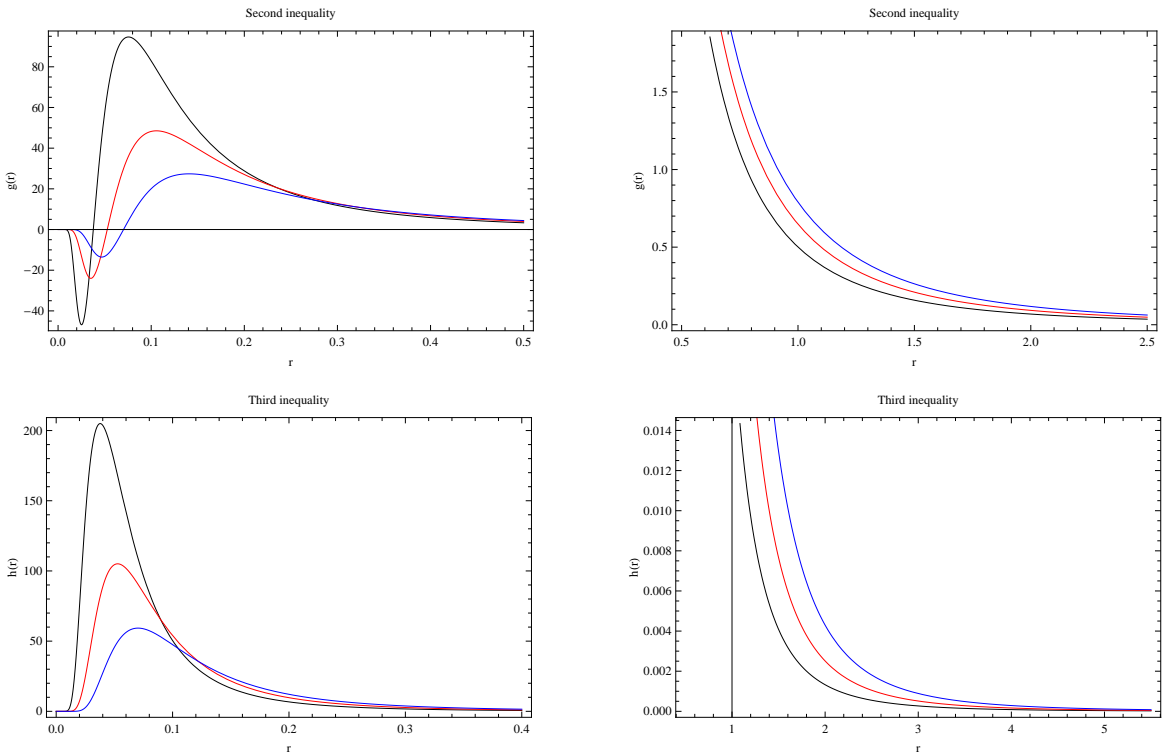 Second inequality
g(r)
80
60
40
20
0
−20
−40
0.0 0.1 0.2 0.3 0.4 0.5
r
Second inequality
g(r)
1.5
1.0
0.5
0.0
0.5 1.0 1.5 2.0 2.5
r
Third inequality
h(r)
200
150
100
50
0
0.0 0.1 0.2 0.3 0.4
r
Third inequality
h(r)
0.014
0.012
0.010
0.008
0.006
0.004
0.002
0.000
1 2 3 4 5
r